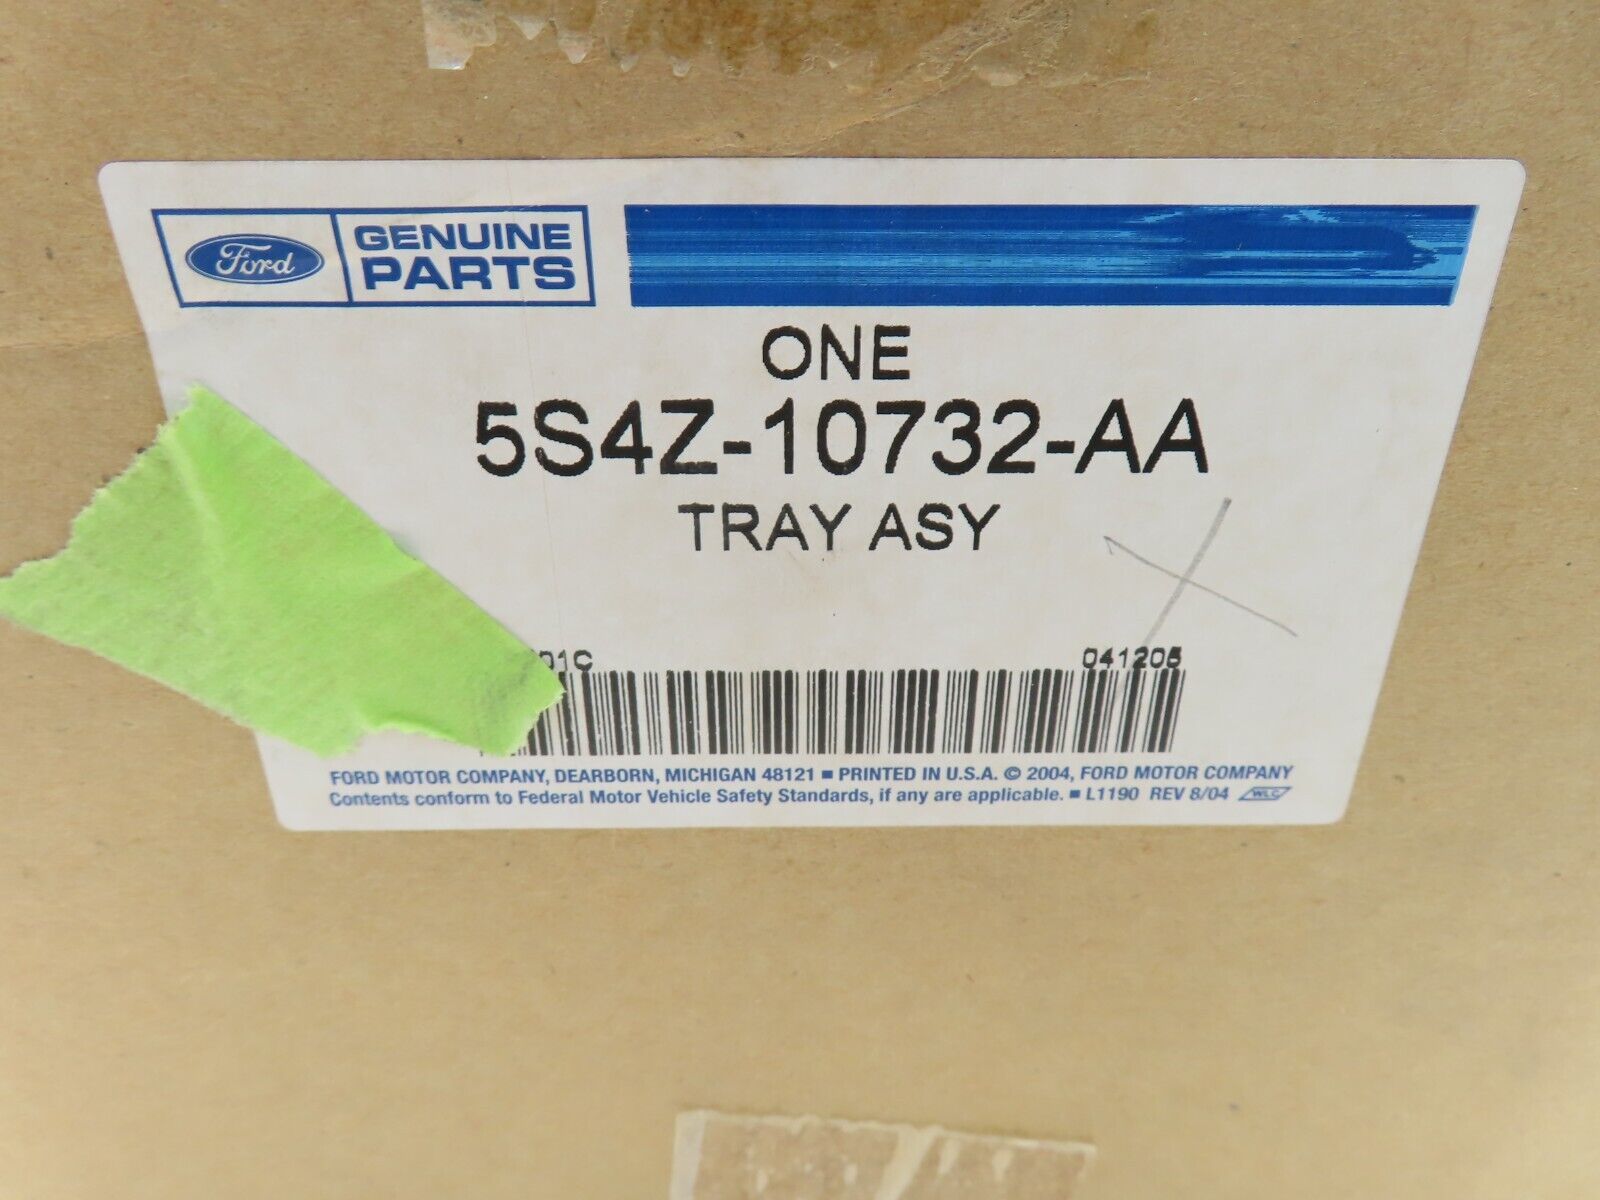 Ford
GENUINE
PARTS
ONE
5S4Z-10732-AA
TRAY ASY
01C
041205
FORD MOTOR COMPANY, DEARBORN, MICHIGAN 48121 ■ PRINTED IN U.S.A. © 2004, FORD MOTOR COMPANY
Contents conform to Federal Motor Vehicle Safety Standards, if any are applicable. ■ L1190 REV 8/04 WLC